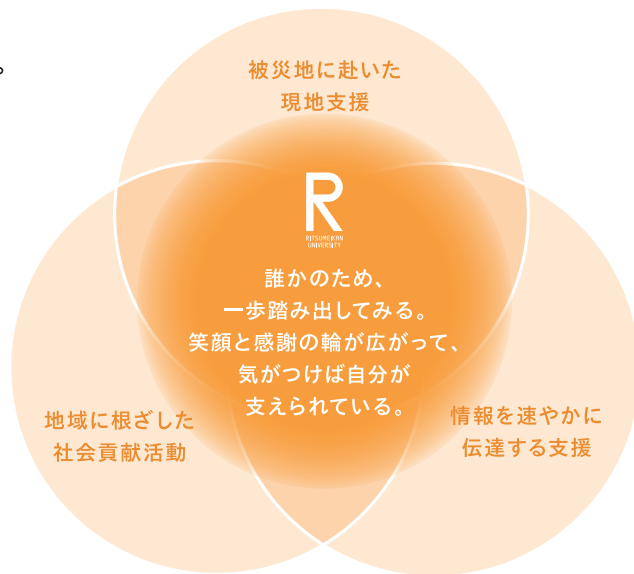 。
被災地に赴いた
現地支援
R
RITSUMEIKAN
UNIVERSITY
誰かのため、
一歩踏み出してみる。
笑顔と感謝の輪が広がって、
気がつけば自分が
支えられている。
地域に根ざした
社会貢献活動
情報を速やかに
伝達する支援